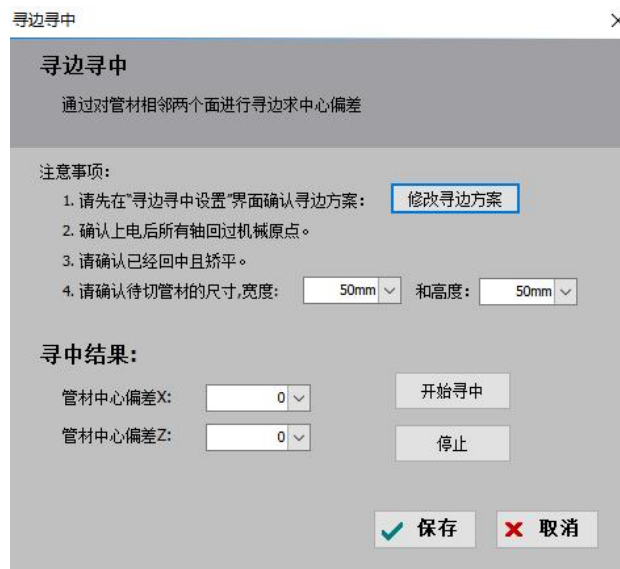 寻边寻中
寻边寻中
通过对管材相邻两个面进行寻边求中心偏差
注意事项:
1. 请先在"寻边寻中设置"界面确认寻边方案: 修改寻边方案
2. 确认上电后所有轴回过机械原点。
3. 请确认已经回中且矫平。
4. 请确认待切管材的尺寸,宽度: 50mm 和高度: 50mm
寻中结果:
管材中心偏差X: 0 开始寻中
管材中心偏差Z: 0 停止
保存 取消